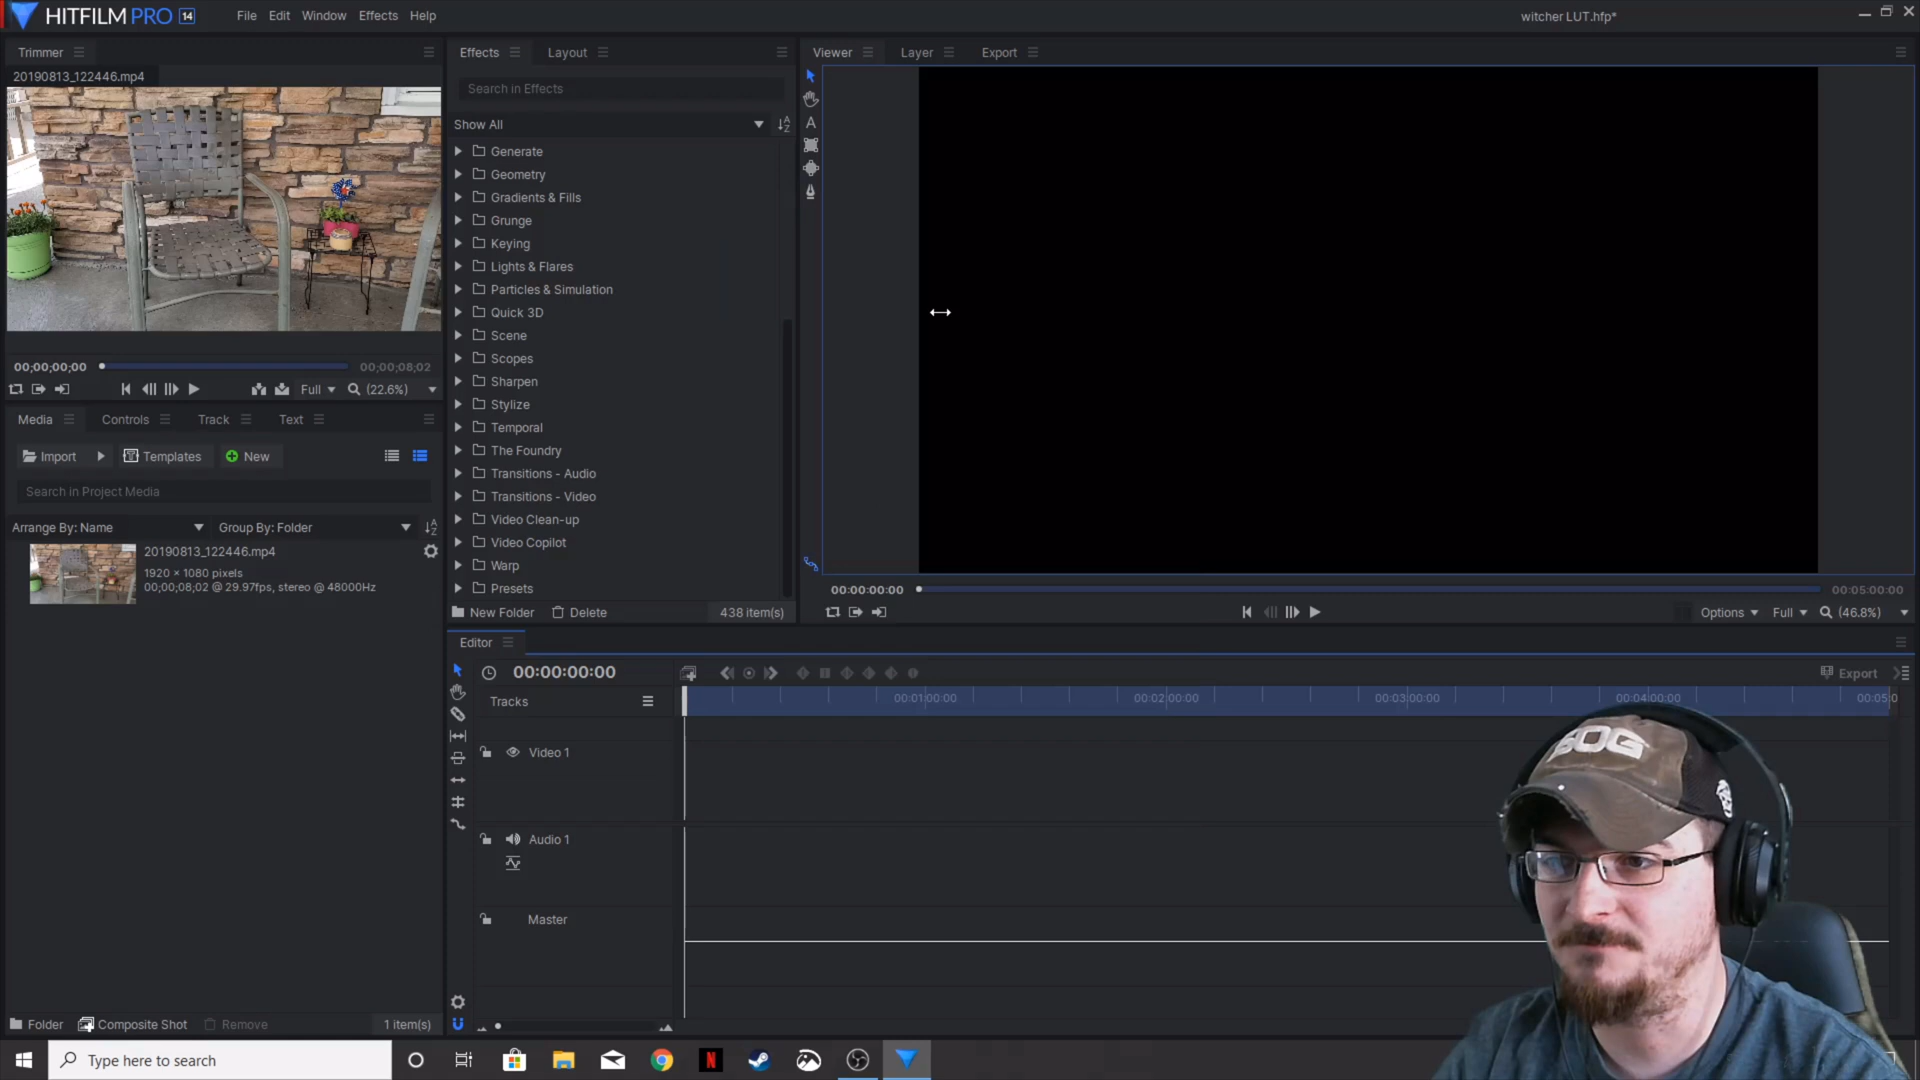 HITFILM PRO 14 File Edit Window Effects Help witcher LUT.hfp*
Trimmer
20190813_122446.mp4
00;00;00;00 00;00;08;02
Full (22.6%)
Media Controls Track Text
Import Templates New
Search in Project Media
Arrange By: Name Group By: Folder
20190813_122446.mp4
1920 × 1080 pixels
00;00;08;02 @ 29.97fps, stereo @ 48000Hz
Folder Composite Shot Remove 1 item(s)
Effects Layout
Search in Effects
Show All
Generate
Geometry
Gradients & Fills
Grunge
Keying
Lights & Flares
Particles & Simulation
Quick 3D
Scene
Scopes
Sharpen
Stylize
Temporal
The Foundry
Transitions - Audio
Transitions - Video
Video Clean-up
Video Copilot
Warp
Presets
New Folder Delete 438 item(s)
Viewer Layer Export
A
00:00:00:00 00:05:00:00
Options Full (46.8%)
Editor
00:00:00:00 Export
Tracks 00:01:00:00 00:02:00:00 00:03:00:00 00:04:00:00 00:05:0
Video 1
Audio 1
Master
SOG
Type here to search